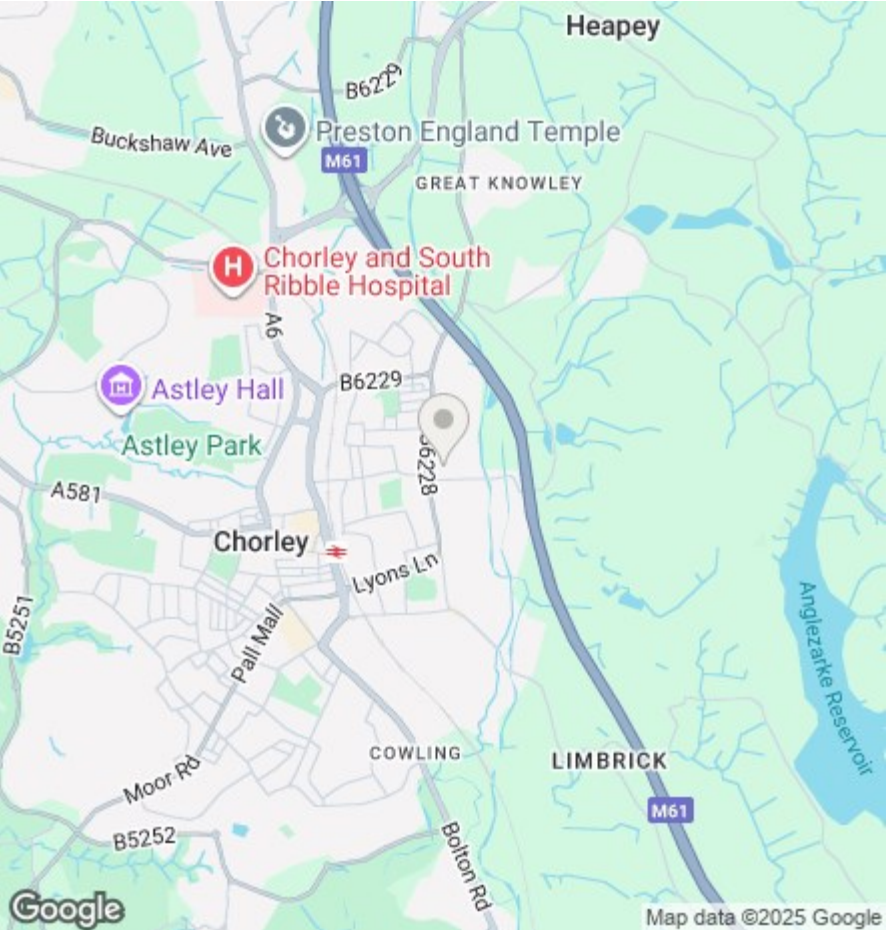 Heapey
B6229
Buckshaw Ave
Preston England Temple
M61
GREAT KNOWLEY
H
Chorley and South
Ribble Hospital
A6
B6229
Astley Hall
Astley Park
B6228
A581
Chorley
Lyons Ln
Anglezarke Reservoir
B5251
Pall Mall
COWLING
LIMBRICK
Moor Rd
M61
B5252
Bolton Rd
Google
Map data ©2025 Google